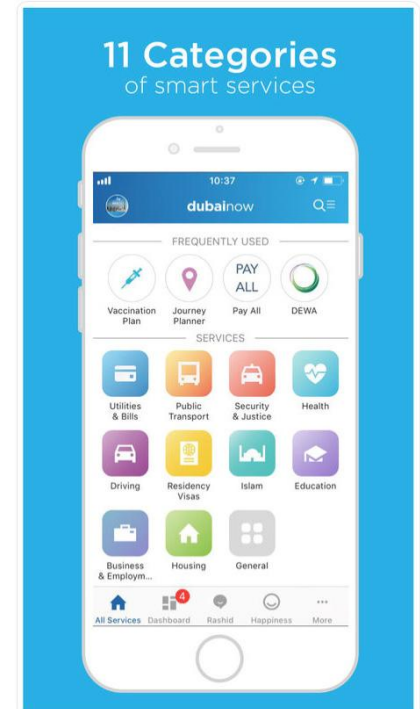 11 Categories
of smart services
10:37
dubainow
FREQUENTLY USED
PAY
ALL
Vaccination
Plan
Journey
Planner
Pay All
DEWA
SERVICES
Utilities
& Bills
Public
Transport
Security
& Justice
Health
Driving
Residency
Visas
Islam
Education
Business
& Employm...
Housing
General
4
All Services
Dashboard
Rashid
Happiness
More